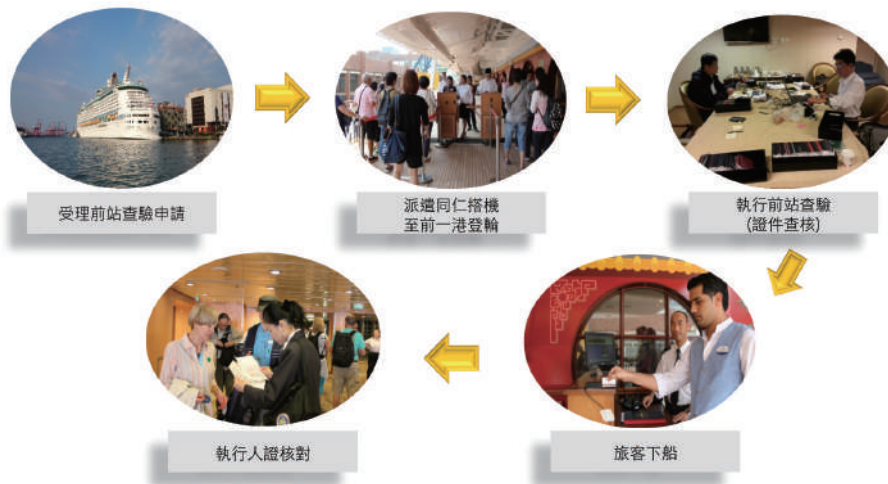 受理前站查驗申請
派遣同仁搭機
至前一港登輪
執行前站查驗
(證件查核)
旅客下船
執行人證核對